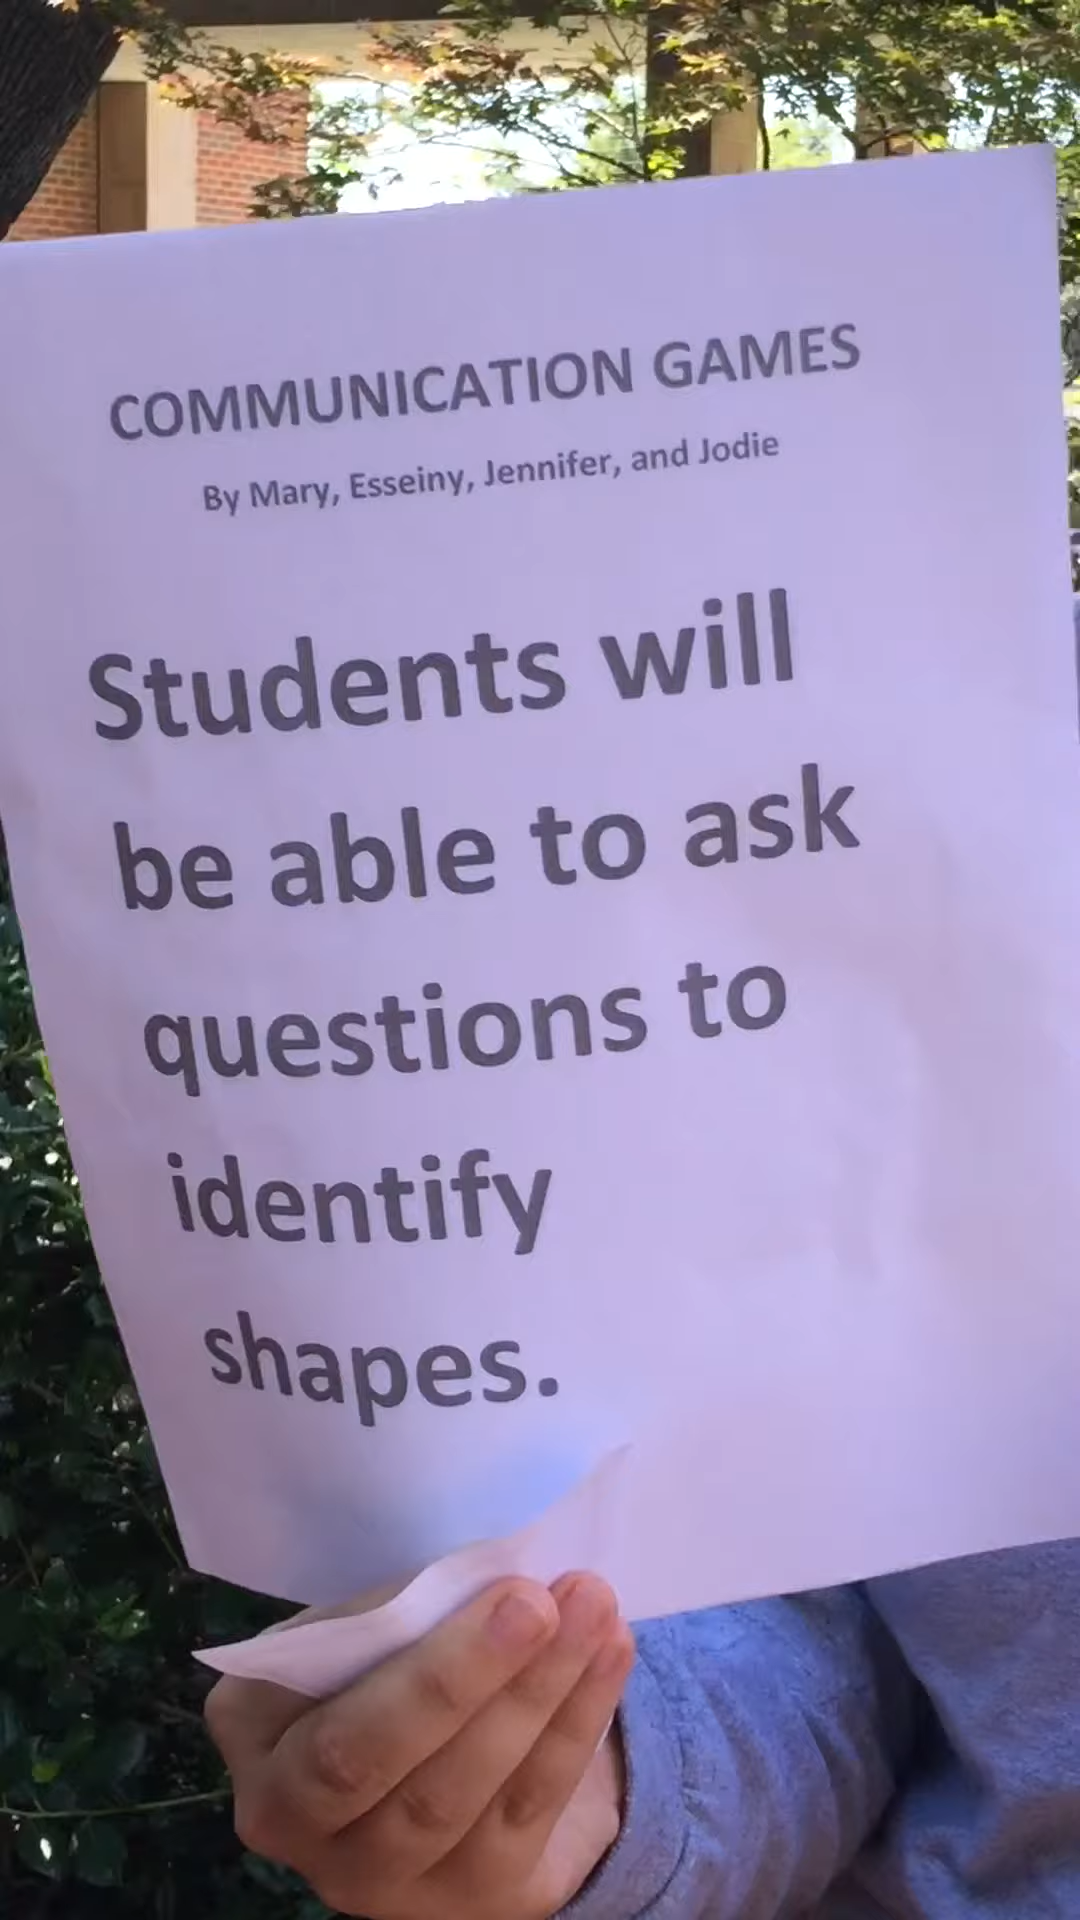 COMMUNICATION GAMES
By Mary, Esseiny, Jennifer, and Jodie
Students will
be able to ask
questions to
identify
shapes.